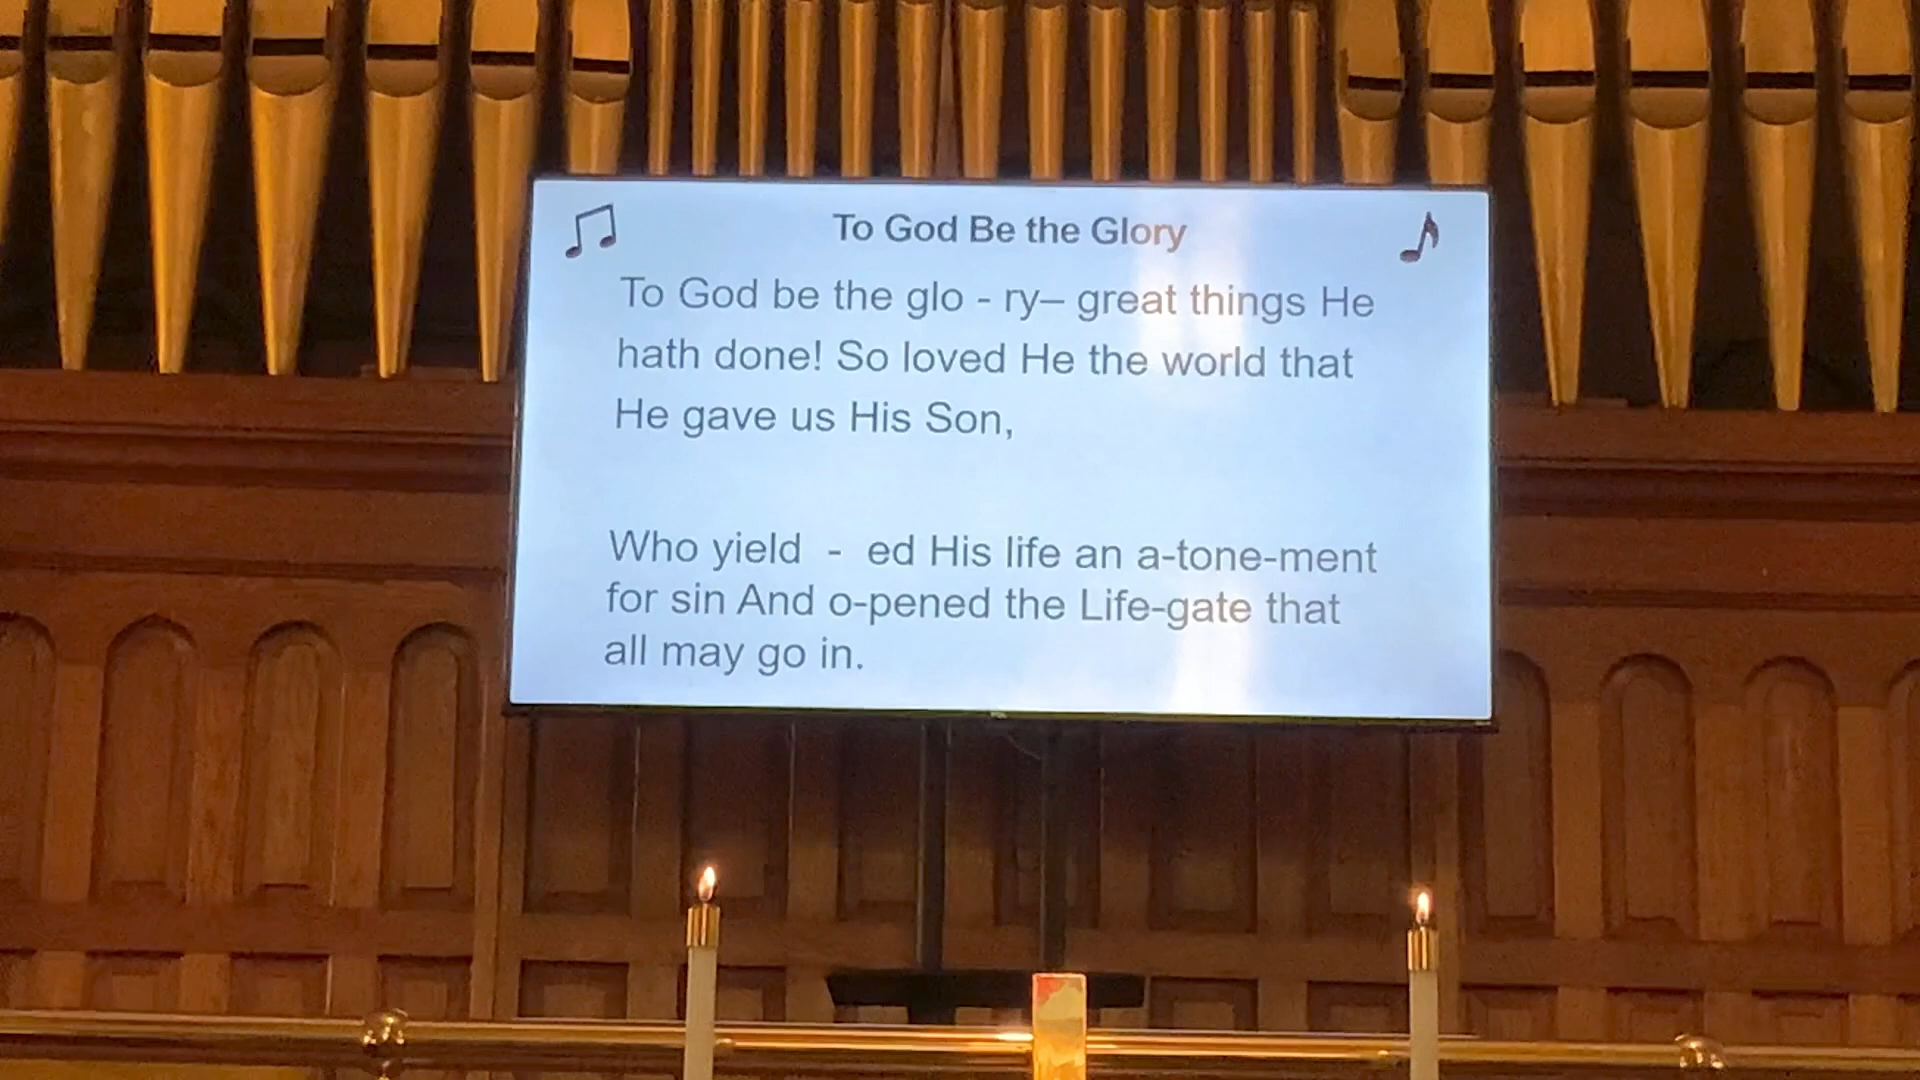 To God Be the Glory
To God be the glo - ry– great things He
hath done! So loved He the world that
He gave us His Son,
Who yield - ed His life an a-tone-ment
for sin And o-pened the Life-gate that
all may go in.